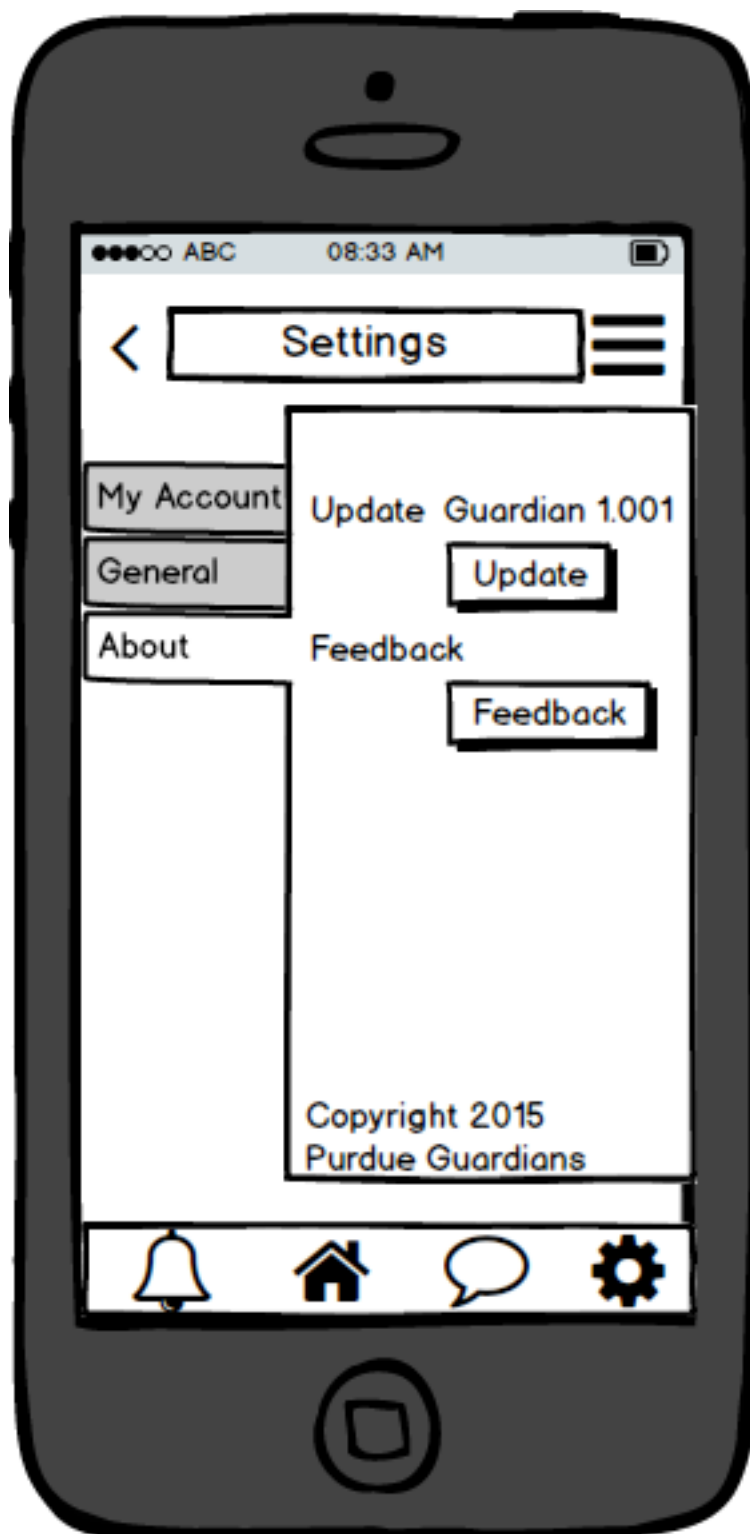 ABC 08:33 AM
Settings
My Account
General
About
Update Guardian 1.001
Update
Feedback
Feedback
Copyright 2015
Purdue Guardians